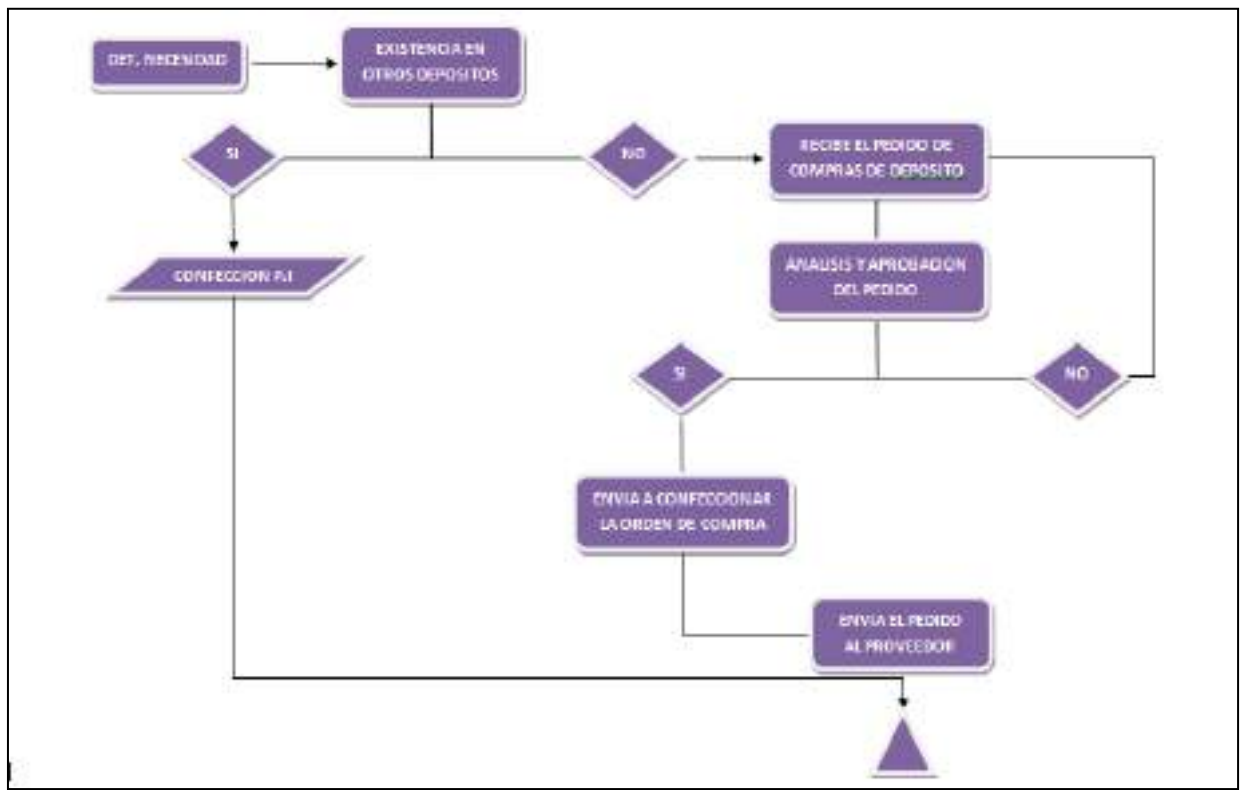 DET. NECESIDAD
EXISTENCIA EN
OTROS DEPOSITOS
SI
NO
RECIBE EL PEDIDO DE
COMPRAS DE DEPOSITO
CONFECCION P.I
ANALISIS Y APROBACION
DEL PEDIDO
SI
NO
ENVIA A CONFECCIONAR
LA ORDEN DE COMPRA
ENVIA EL PEDIDO
AL PROVEEDOR